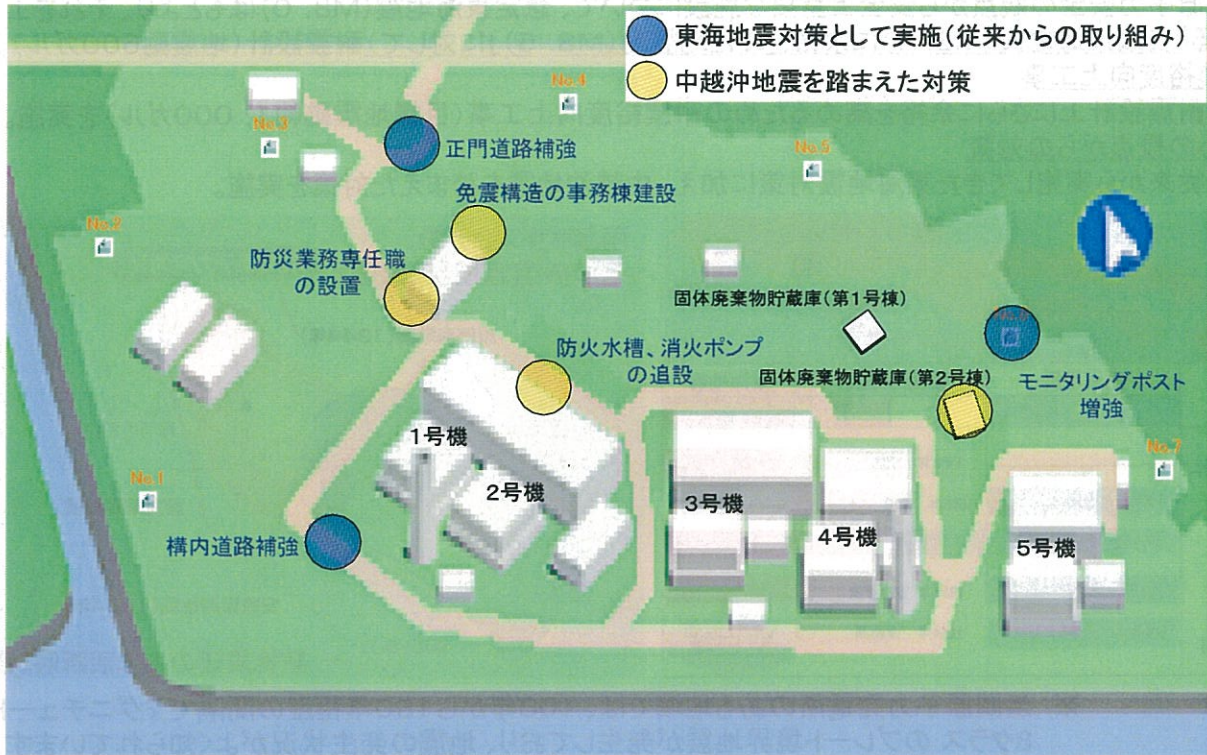 東海地震対策として実施(従来からの取り組み)
中越沖地震を踏まえた対策
No.4
No.3
正門道路補強
No.5
免震構造の事務棟建設
No.2
防災業務専任職
の設置
固体廃棄物貯蔵庫(第1号棟)
防火水槽、消火ポンプ
の追設
固体廃棄物貯蔵庫(第2号棟)
モニタリングポスト
増強
1号機
No.7
No.1
2号機
3号機
4号機
構内道路補強
5号機